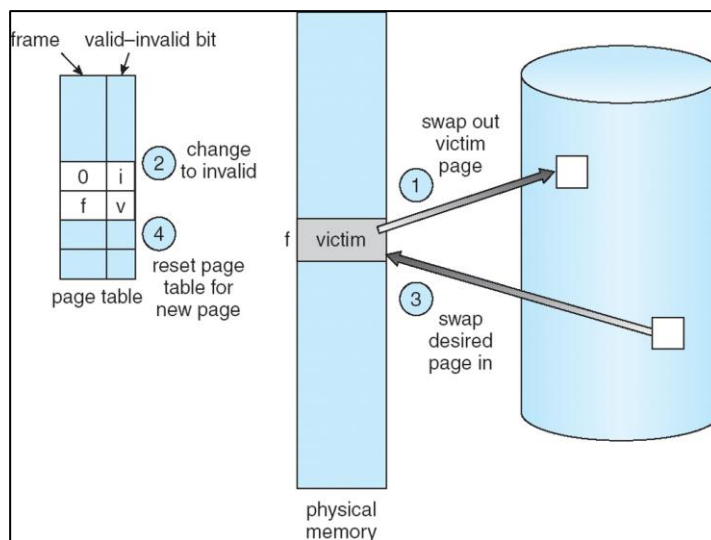 frame valid–invalid bit
0 i
f v
2 change
to invalid
4
reset page
table for
new page
page table
f victim
physical
memory
swap out
victim
page
1
3 swap
desired
page in